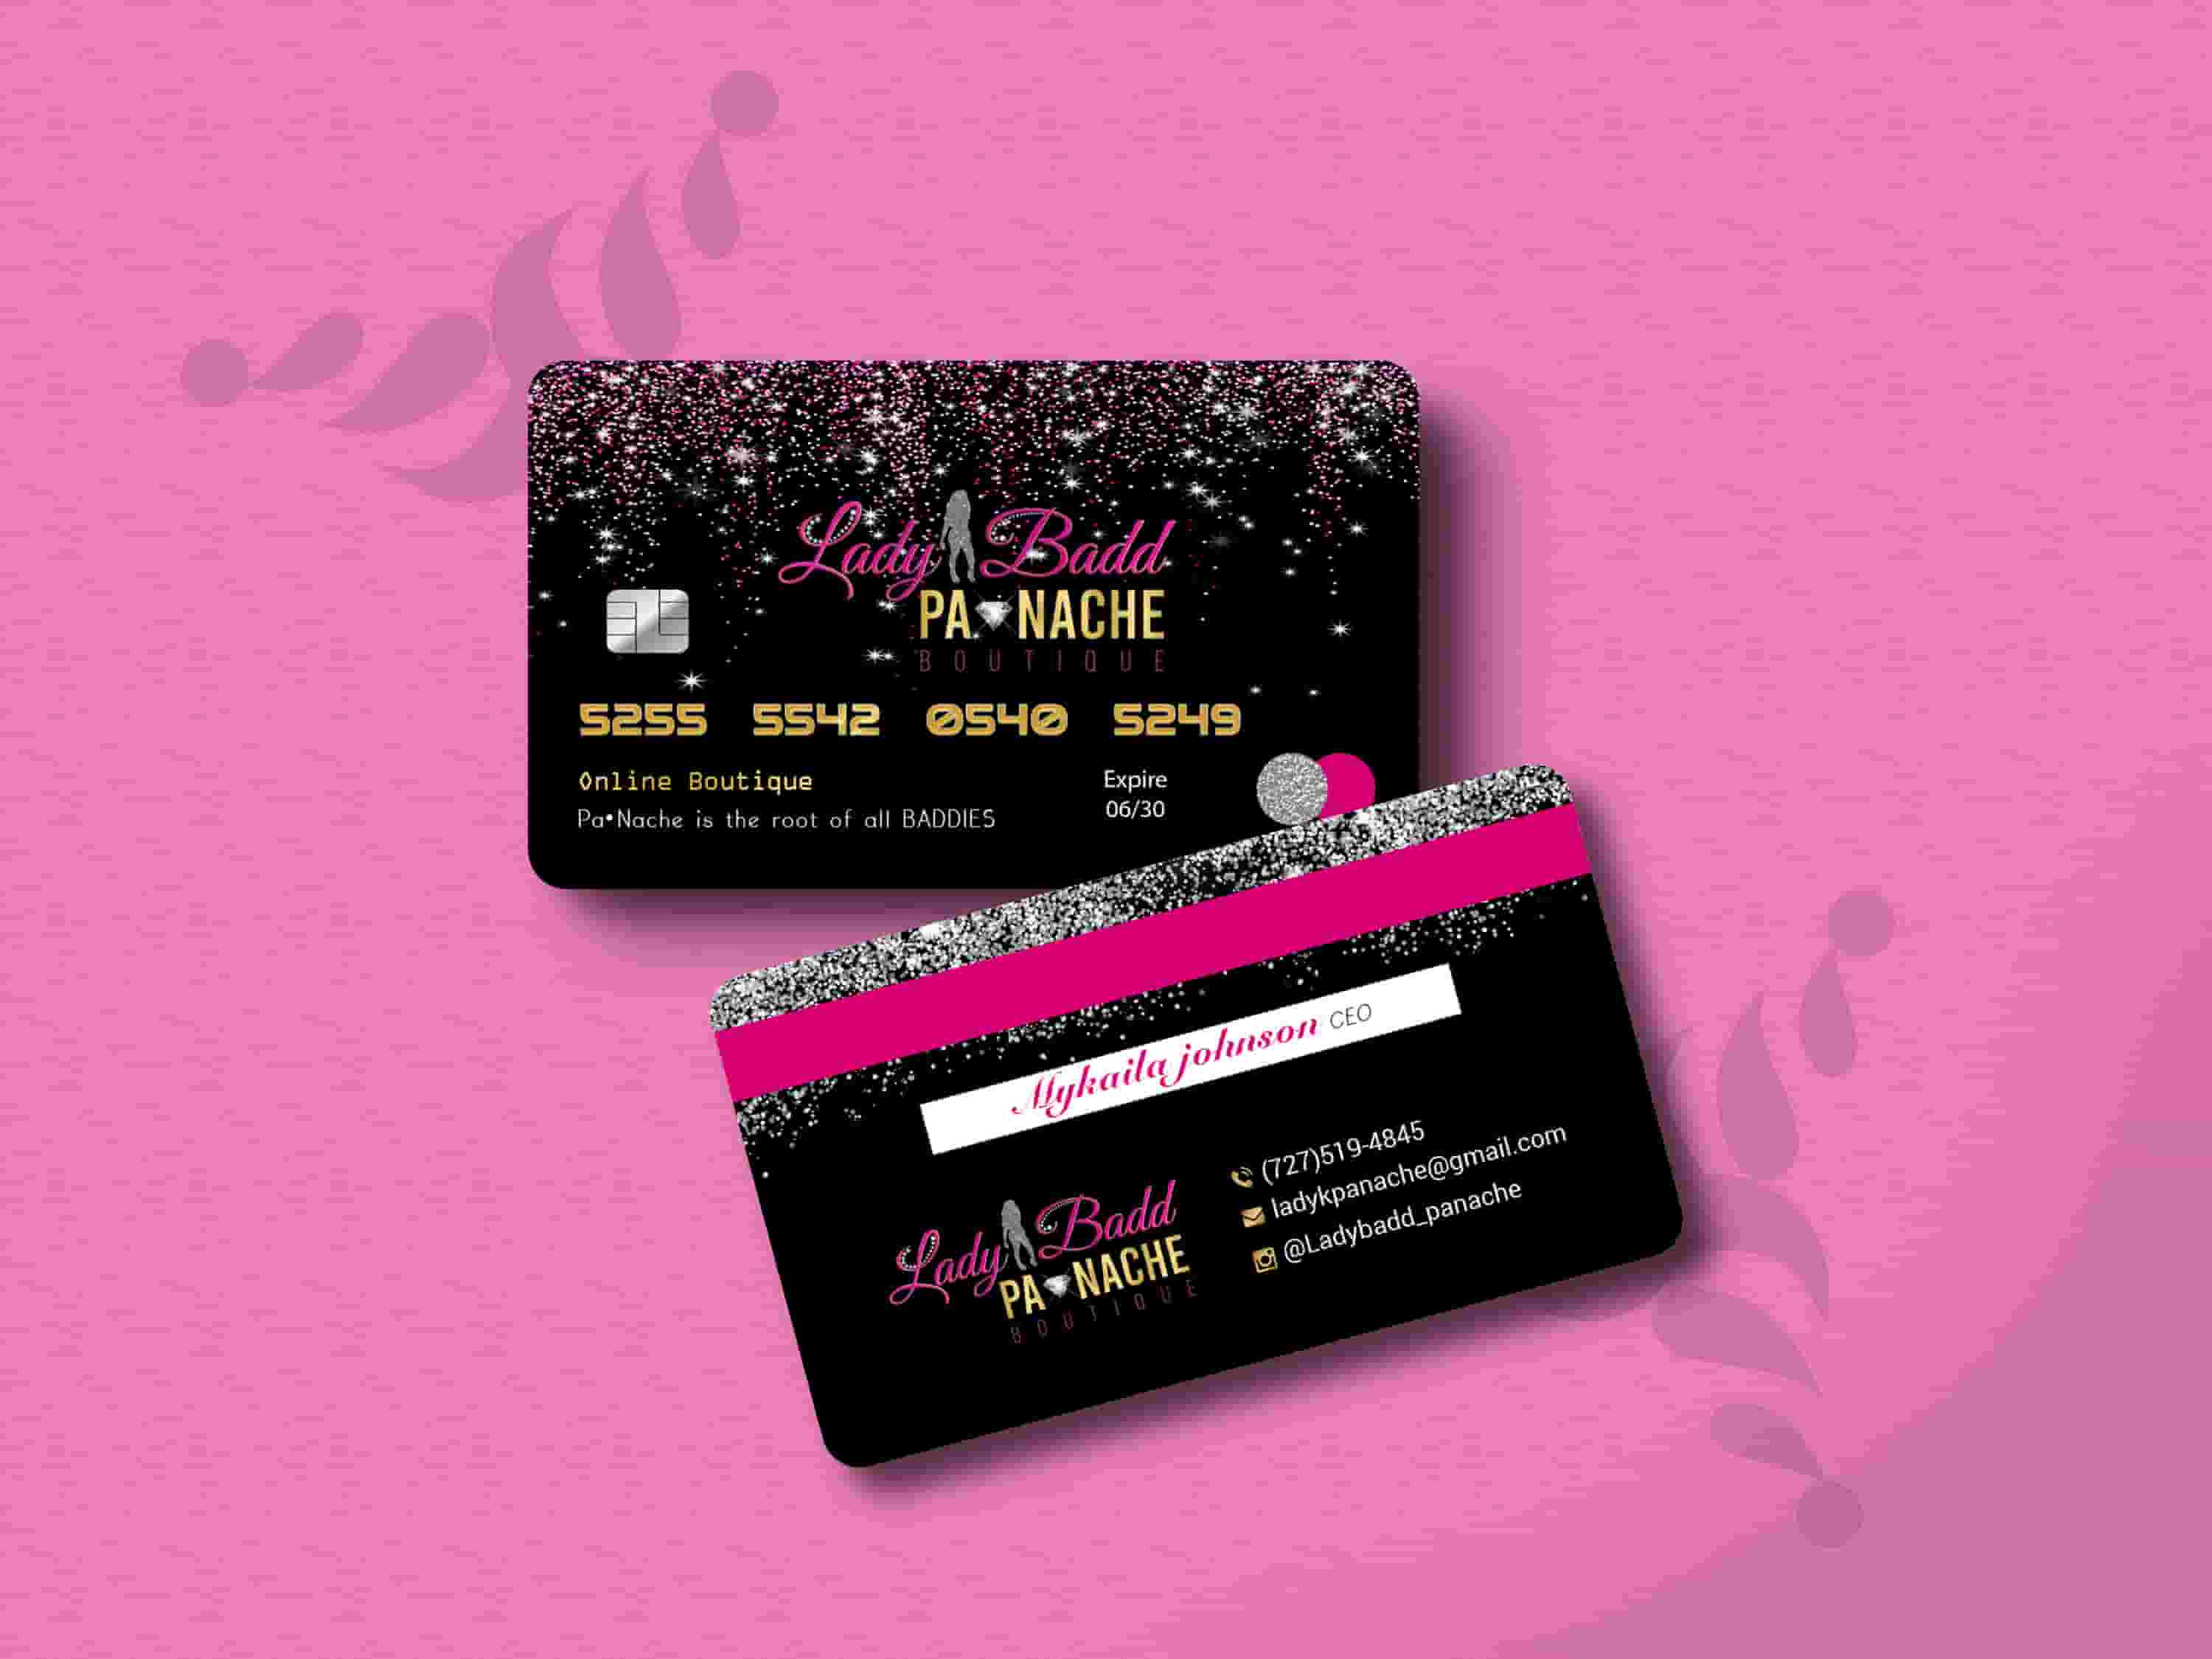 Lady Badd
PA NACHE
BOUTIQUE
5255 5542 0540 5249
Online Boutique
Pa•Nache is the root of all BADDIES
Expire
06/30
Mykaila johnson CEO
Lady Badd
PA NACHE
BOUTIQUE
(727)519-4845
ladykpanache@gmail.com
@Ladybadd_panache